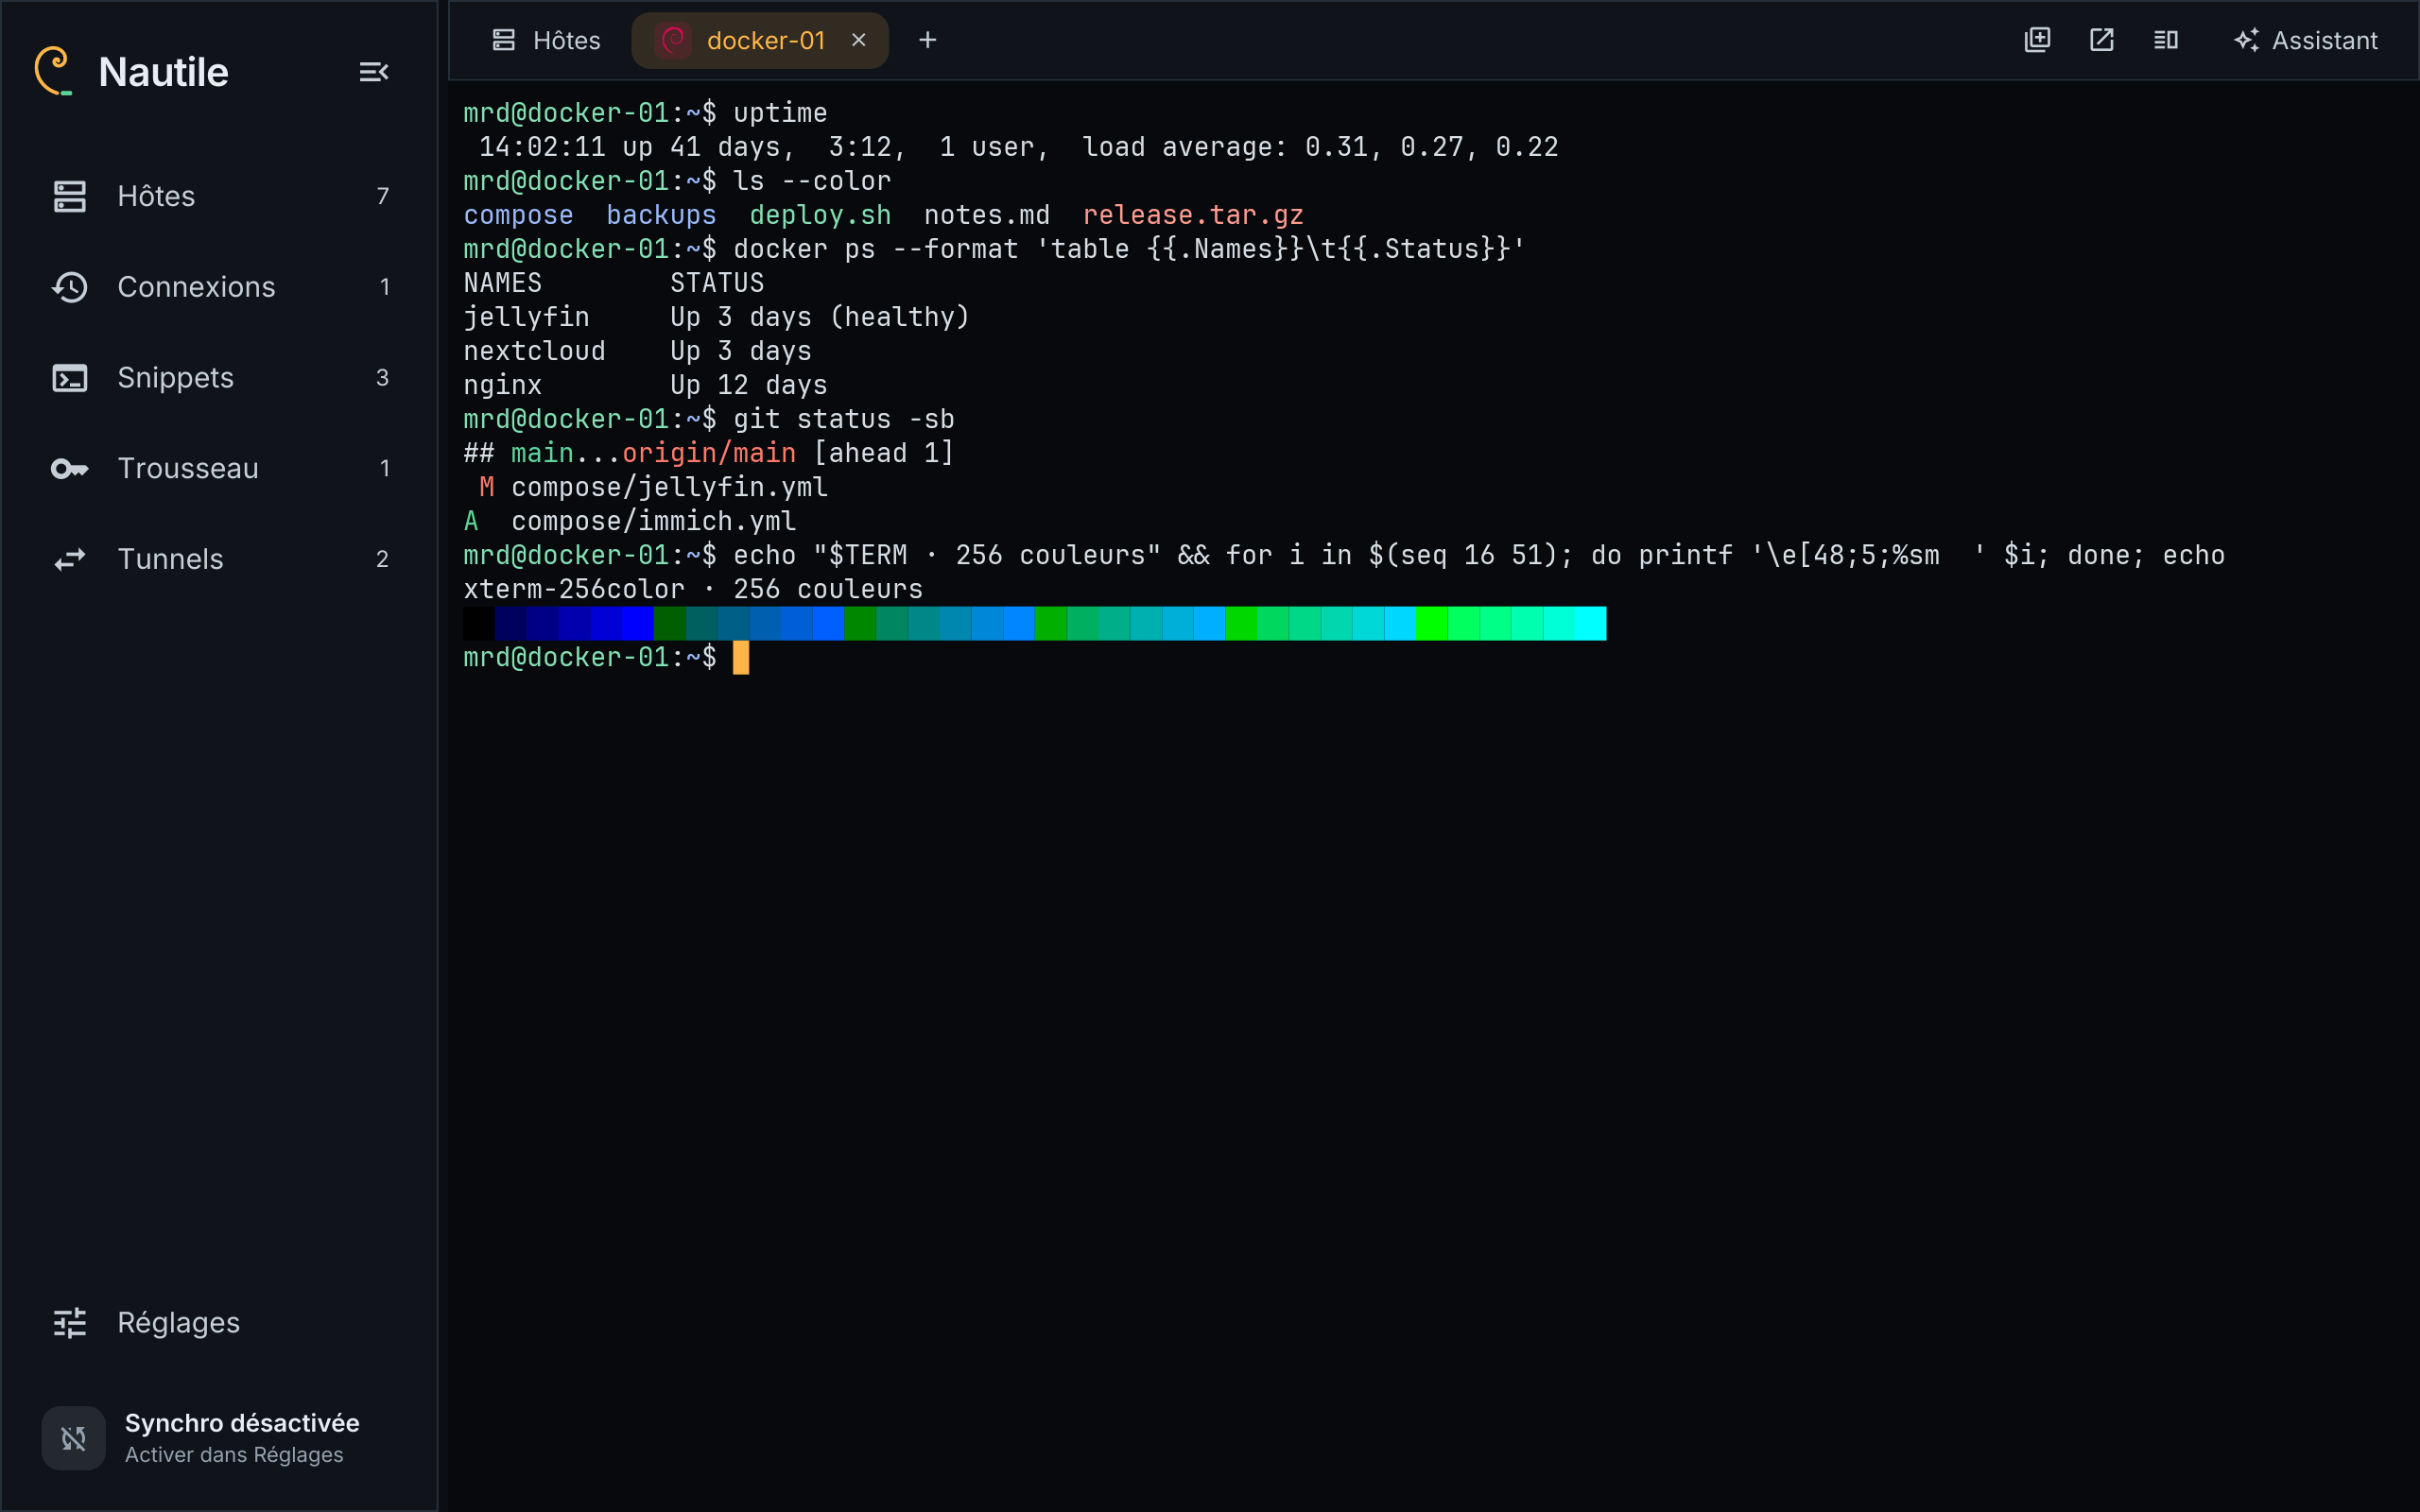 Nautile
Hôtes 7
Connexions 1
Snippets 3
Trousseau 1
Tunnels 2
Réglages
Synchro désactivée
Activer dans Réglages
Hôtes
docker-01
Assistant
mrd@docker-01:~$ uptime
 14:02:11 up 41 days,  3:12,  1 user,  load average: 0.31, 0.27, 0.22
mrd@docker-01:~$ ls --color
compose  backups  deploy.sh  notes.md  release.tar.gz
mrd@docker-01:~$ docker ps --format 'table {{.Names}}\t{{.Status}}'
NAMES        STATUS
jellyfin     Up 3 days (healthy)
nextcloud    Up 3 days
nginx        Up 12 days
mrd@docker-01:~$ git status -sb
## main...origin/main [ahead 1]
 M compose/jellyfin.yml
A  compose/immich.yml
mrd@docker-01:~$ echo "$TERM · 256 couleurs" && for i in $(seq 16 51); do printf '\e[48;5;%sm  ' $i; done; echo
xterm-256color · 256 couleurs
mrd@docker-01:~$